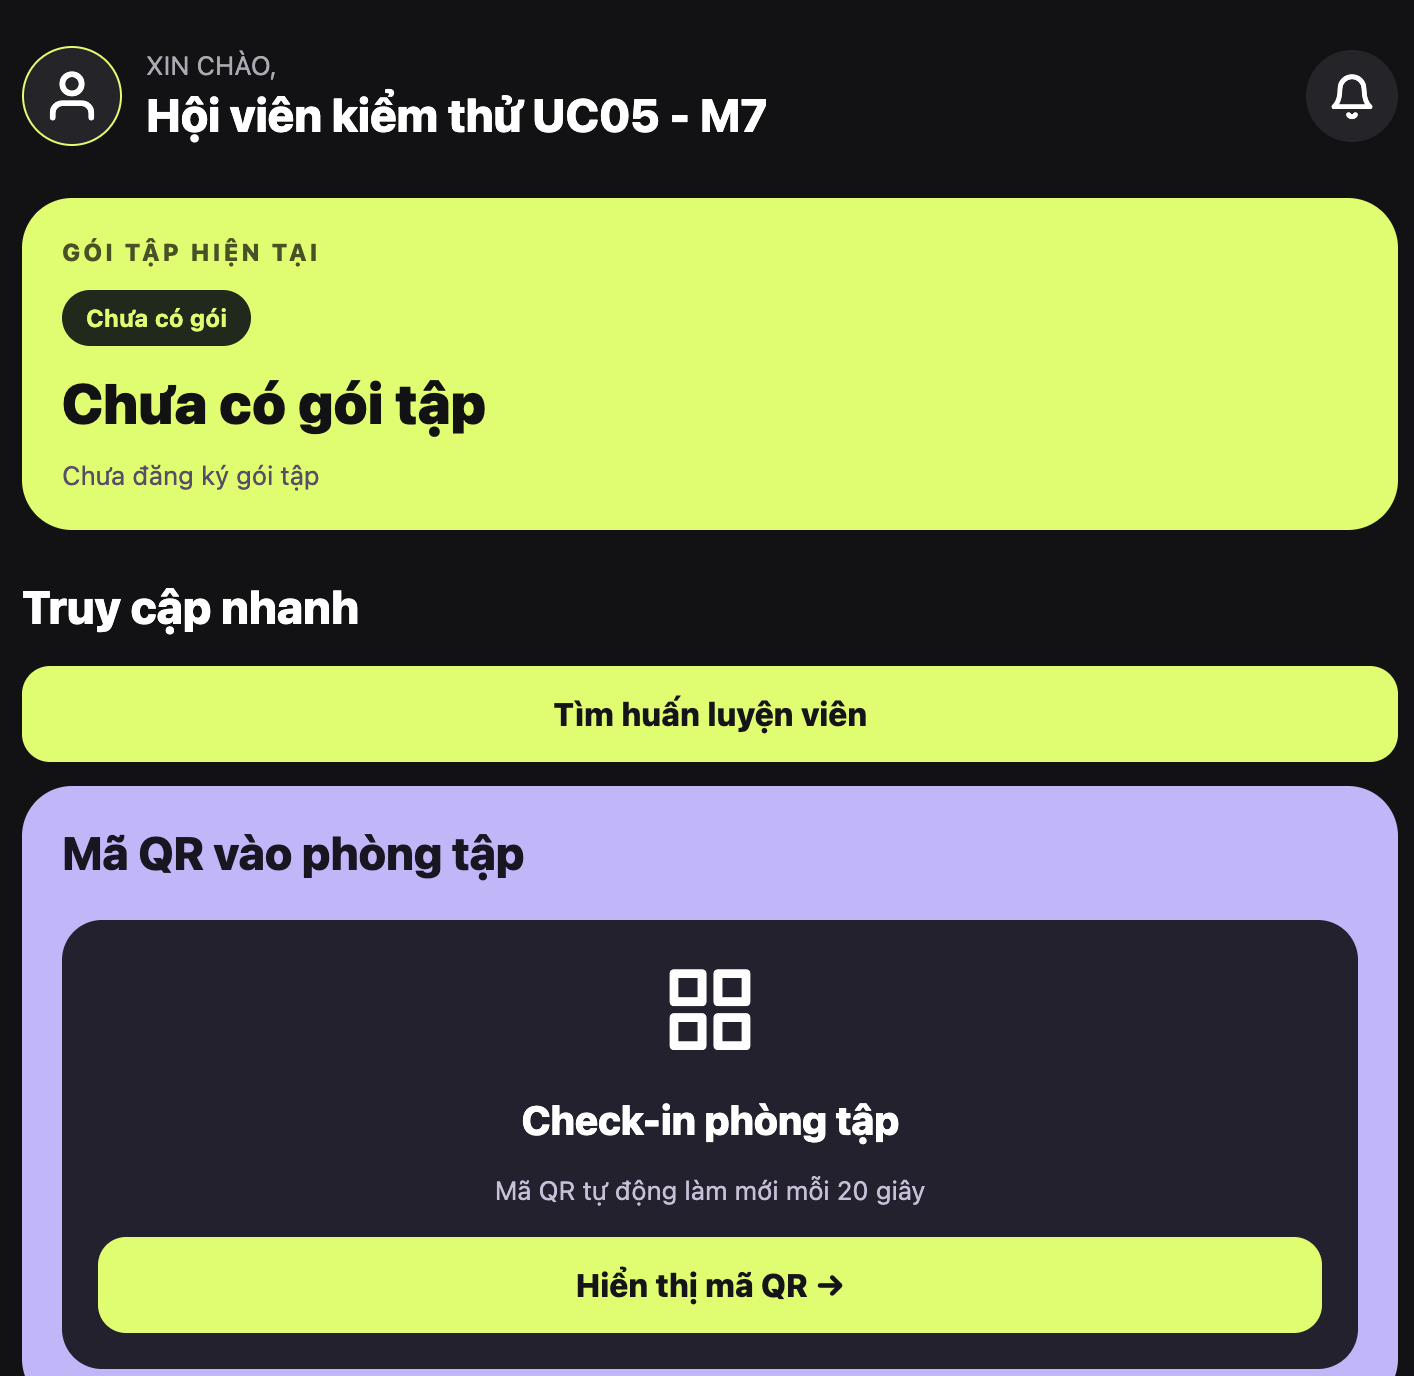 XIN CHÀO,
Hội viên kiểm thử UC05 - M7
GÓI TẬP HIỆN TẠI
Chưa có gói
Chưa có gói tập
Chưa đăng ký gói tập
Truy cập nhanh
Tìm huấn luyện viên
Mã QR vào phòng tập
Check-in phòng tập
Mã QR tự động làm mới mỗi 20 giây
Hiển thị mã QR →